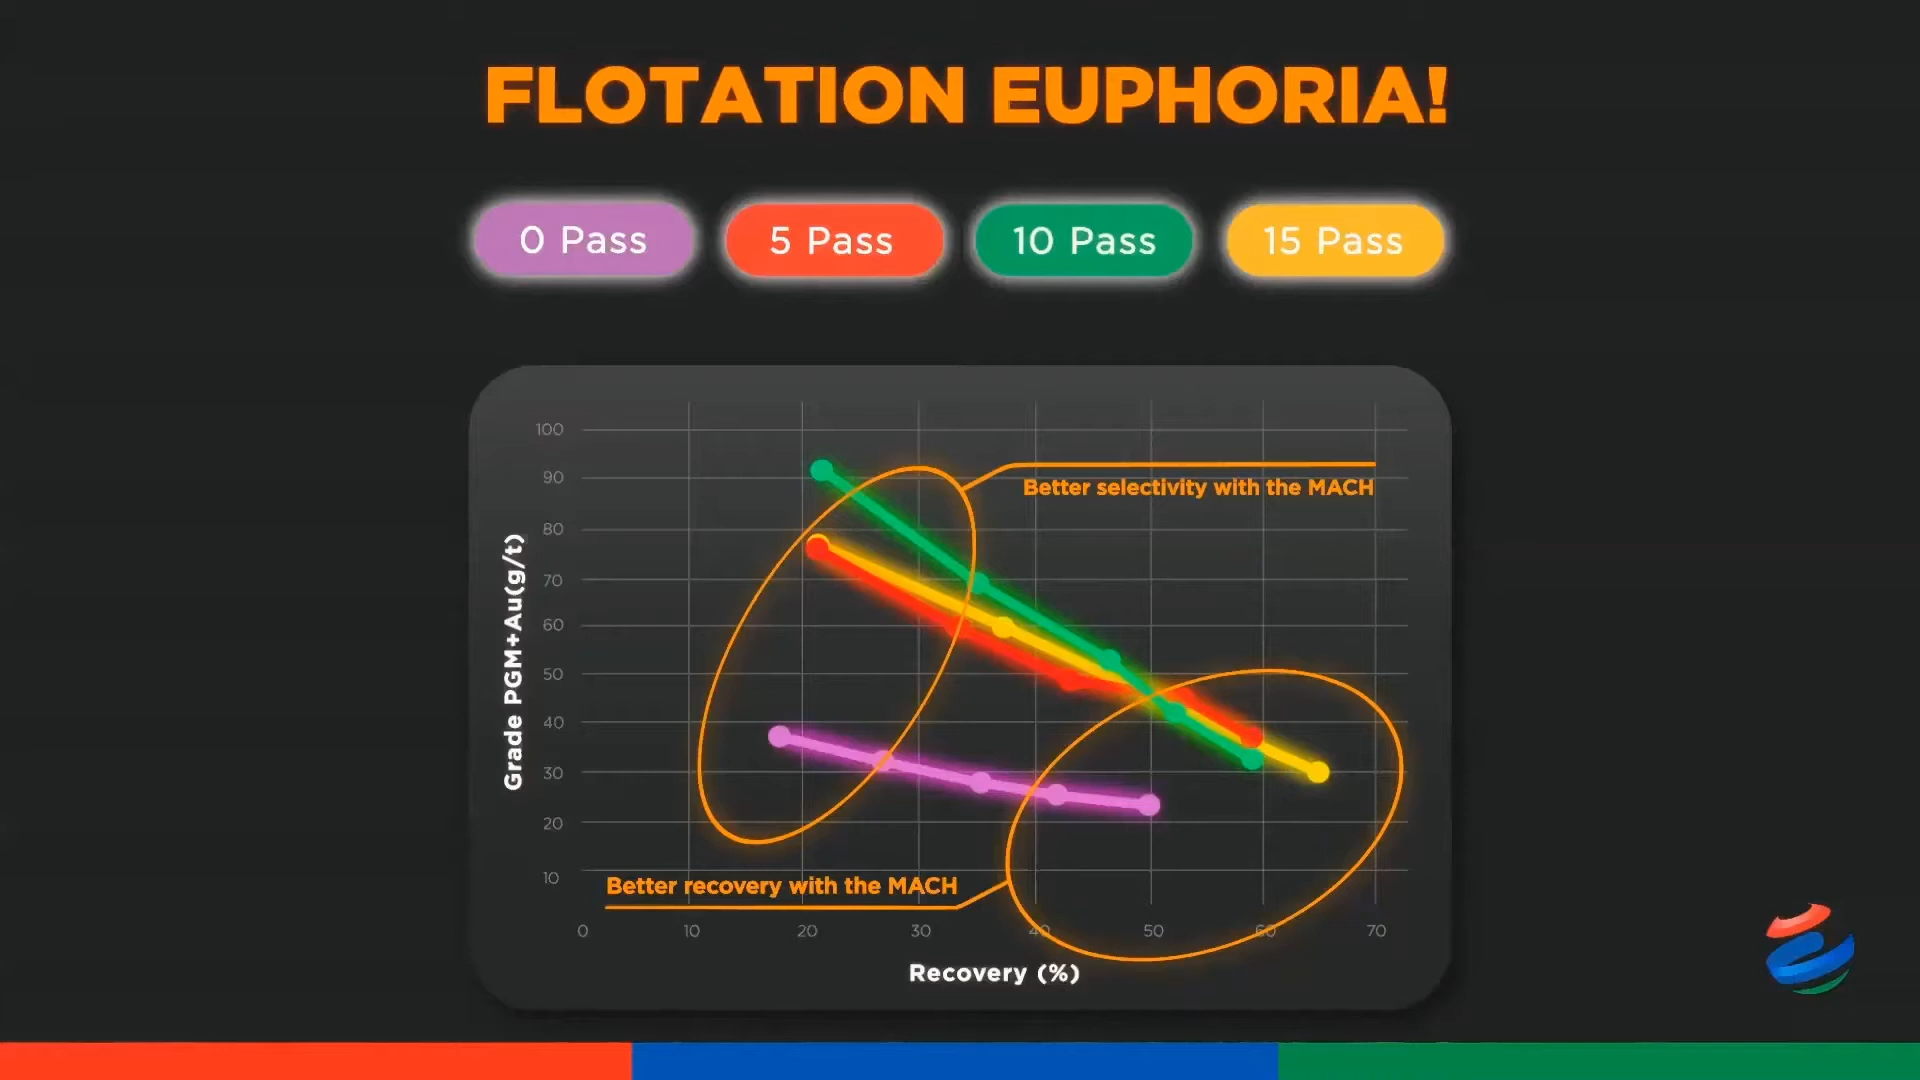 FLOTATION EUPHORIA!
0 Pass
5 Pass
10 Pass
15 Pass
100
90
80
70
60
50
40
30
20
10
Grade PGM+Au(g/t)
Better selectivity with the MACH
Better recovery with the MACH
0 10 20 30 40 50 60 70
Recovery (%)